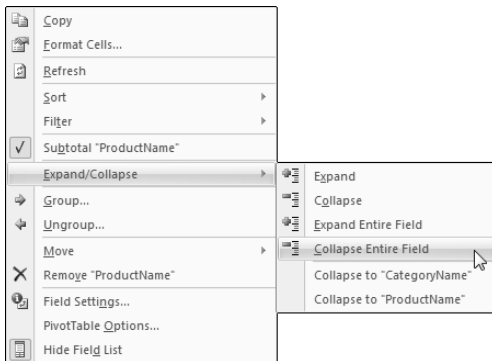 Copy
Format Cells...
Refresh
Sort
Filter
Subtotal "ProductName"
Expand/Collapse
Group...
Ungroup...
Move
Remove "ProductName"
Field Settings...
PivotTable Options...
Hide Field List
Expand
Collapse
Expand Entire Field
Collapse Entire Field
Collapse to "CategoryName"
Collapse to "ProductName"